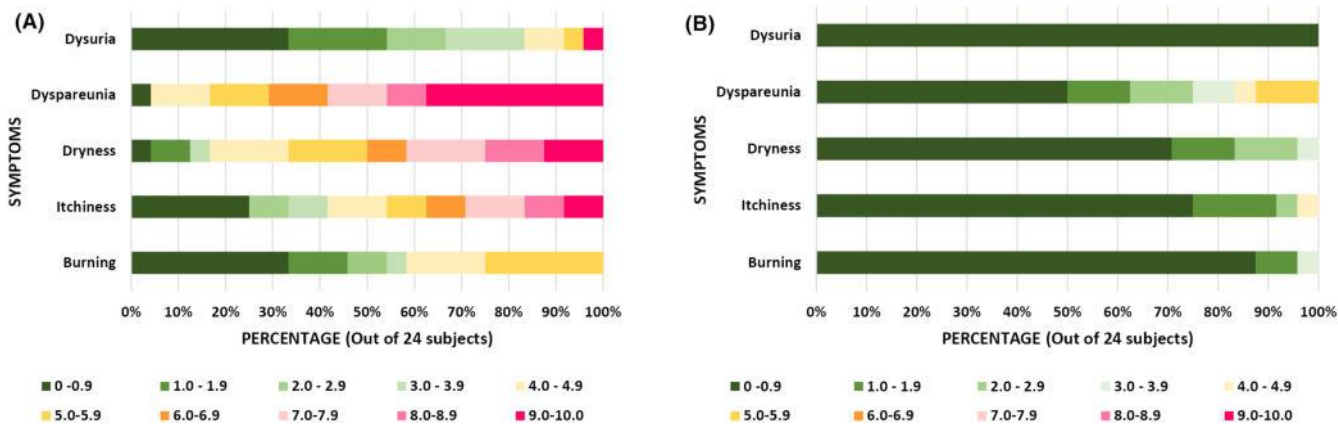 (A)
SYMPTOMS
Dysuria
Dyspareunia
Dryness
Itchiness
Burning
0% 10% 20% 30% 40% 50% 60% 70% 80% 90% 100%
PERCENTAGE (Out of 24 subjects)
0 -0.9 1.0 - 1.9 2.0 - 2.9 3.0 - 3.9 4.0 - 4.9
5.0-5.9 6.0-6.9 7.0-7.9 8.0-8.9 9.0-10.0
(B)
SYMPTOMS
Dysuria
Dyspareunia
Dryness
Itchiness
Burning
0% 10% 20% 30% 40% 50% 60% 70% 80% 90% 100%
PERCENTAGE (Out of 24 subjects)
0 -0.9 1.0 - 1.9 2.0 - 2.9 3.0 - 3.9 4.0 - 4.9
5.0-5.9 6.0-6.9 7.0-7.9 8.0-8.9 9.0-10.0